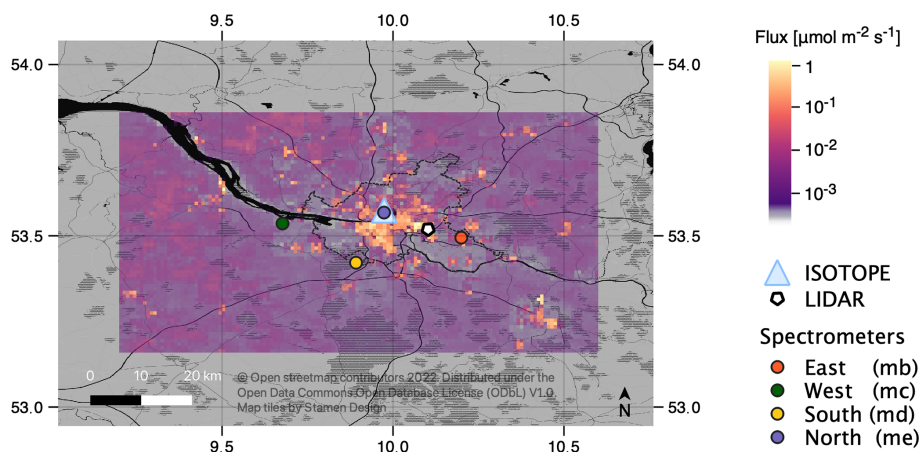 9.5 10.0 10.5
54.0 54.0
53.5 53.5
53.0 53.0
0 10 20 km
© Open streetmap contributors 2022. Distributed under the
Open Data Commons Open Database License (ODbL) V1.0.
Map tiles by Stamen Design
N
9.5 10.0 10.5
Flux [µmol m⁻² s⁻¹]
1
10⁻¹
10⁻²
10⁻³
ISOTOPE
LIDAR
Spectrometers
East (mb)
West (mc)
South (md)
North (me)